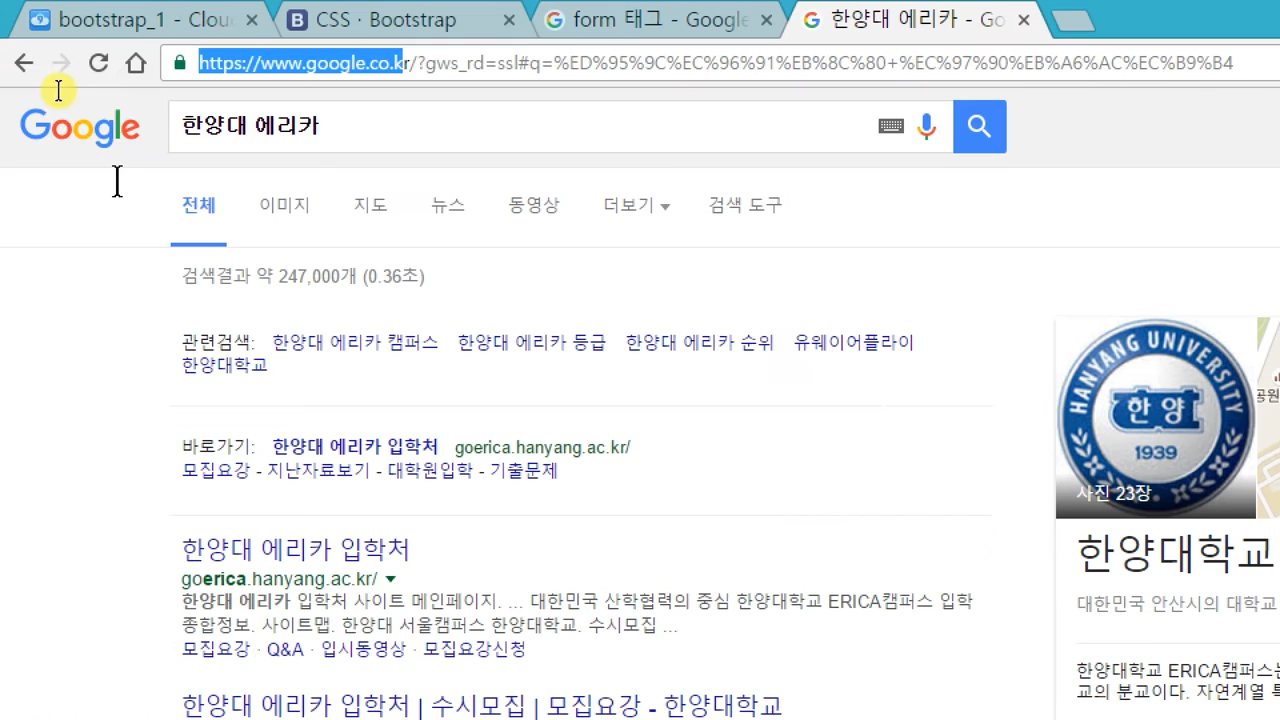 bootstrap_1 - Clou
CSS · Bootstrap
form 태그 - Google
한양대 에리카 - Go
https://www.google.co.kr/?gws_rd=ssl#q=%ED%95%9C%EC%96%91%EB%8C%80+%EC%97%90%EB%A6%AC%EC%B9%B4
Google
한양대 에리카
전체 이미지 지도 뉴스 동영상 더보기 검색 도구
검색결과 약 247,000개 (0.36초)
관련검색: 한양대 에리카 캠퍼스 한양대 에리카 등급 한양대 에리카 순위 유웨이어플라이
한양대학교
바로가기: 한양대 에리카 입학처 goerica.hanyang.ac.kr/
모집요강 - 지난자료보기 - 대학원입학 - 기출문제
한양대 에리카 입학처
goerica.hanyang.ac.kr/
한양대 에리카 입학처 사이트 메인페이지. ... 대한민국 산학협력의 중심 한양대학교 ERICA캠퍼스 입학
종합정보. 사이트맵. 한양대 서울캠퍼스 한양대학교. 수시모집 ...
모집요강 · Q&A · 입시동영상 · 모집요강신청
한양대 에리카 입학처 | 수시모집 | 모집요강 - 한양대학교
HANYANG UNIVERSITY
한양
1939
사진 23장
공원
한양대학교
대한민국 안산시의 대학교
한양대학교 ERICA캠퍼스는
교의 분교이다. 자연계열